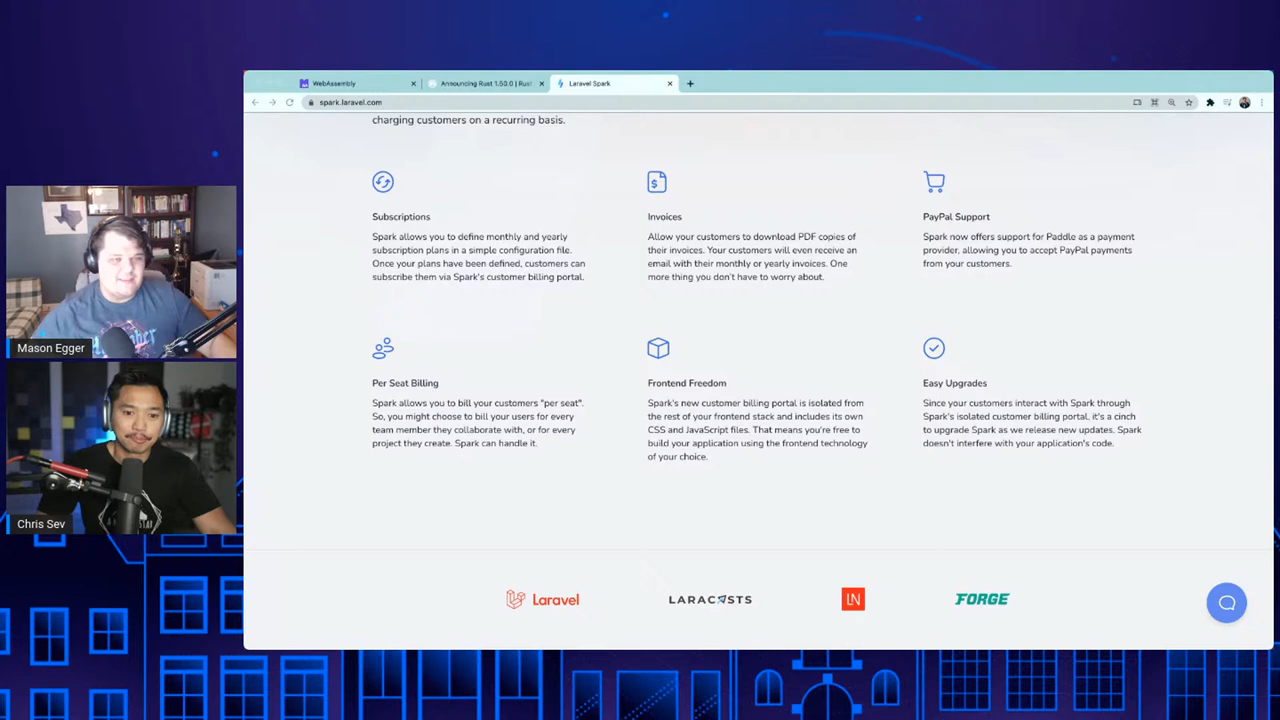 WebAssembly
Announcing Rust 1.50.0 | Rust
Laravel Spark
spark.laravel.com
charging customers on a recurring basis.
Subscriptions
Spark allows you to define monthly and yearly
subscription plans in a simple configuration file.
Once your plans have been defined, customers can
subscribe them via Spark's customer billing portal.
Invoices
Allow your customers to download PDF copies of
their invoices. Your customers will even receive an
email with their monthly or yearly invoices. One
more thing you don't have to worry about.
PayPal Support
Spark now offers support for Paddle as a payment
provider, allowing you to accept PayPal payments
from your customers.
Per Seat Billing
Spark allows you to bill your customers "per seat".
So, you might choose to bill your users for every
team member they collaborate with, or for every
project they create. Spark can handle it.
Frontend Freedom
Spark's new customer billing portal is isolated from
the rest of your frontend stack and includes its own
CSS and JavaScript files. That means you're free to
build your application using the frontend technology
of your choice.
Easy Upgrades
Since your customers interact with Spark through
Spark's isolated customer billing portal, it's a cinch
to upgrade Spark as we release new updates. Spark
doesn't interfere with your application's code.
Laravel
LARACASTS
LN
FORGE
Mason Egger
Chris Sev